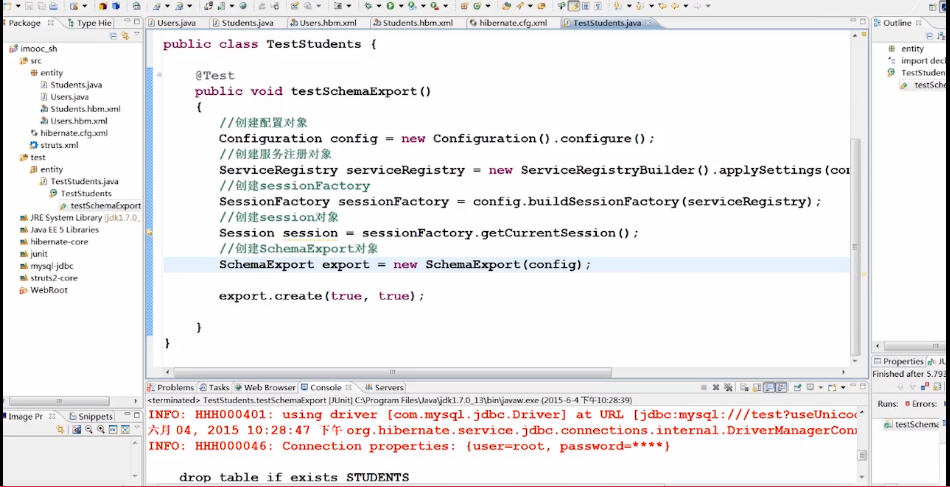 Users.java
Students.java
Users.hbm.xml
Students.hbm.xml
hibernate.cfg.xml
TestStudents.java
Package
Type Hie
imooc_sh
src
entity
Students.java
Users.java
Students.hbm.xml
Users.hbm.xml
hibernate.cfg.xml
struts.xml
test
entity
TestStudents.java
TestStudents
testSchemaExport
JRE System Library [jdk1.7.0_
Java EE 5 Libraries
hibernate-core
junit
mysql-jdbc
struts2-core
WebRoot
Image Pr
Snippets
public class TestStudents {
@Test
public void testSchemaExport()
{
//创建配置对象
Configuration config = new Configuration().configure();
//创建服务注册对象
ServiceRegistry serviceRegistry = new ServiceRegistryBuilder().applySettings(con
//创建sessionFactory
SessionFactory sessionFactory = config.buildSessionFactory(serviceRegistry);
//创建session对象
Session session = sessionFactory.getCurrentSession();
//创建SchemaExport对象
SchemaExport export = new SchemaExport(config);
export.create(true, true);
}
}
Outline
entity
import decl
TestStudents
testSche
Problems
Tasks
Web Browser
Console
Servers
<terminated> TestStudents.testSchemaExport [JUnit] C:\Program Files\Java\jdk1.7.0_13\bin\javaw.exe (2015-6-4 下午10:28:39)
INFO: HHH000401: using driver [com.mysql.jdbc.Driver] at URL [jdbc:mysql:///test?useUnicod
六月 04, 2015 10:28:47 下午 org.hibernate.service.jdbc.connections.internal.DriverManagerConn
INFO: HHH000046: Connection properties: {user=root, password=****}
drop table if exists STUDENTS
Properties
JU
Finished after 5.793
Runs:
Errors:
testSchema